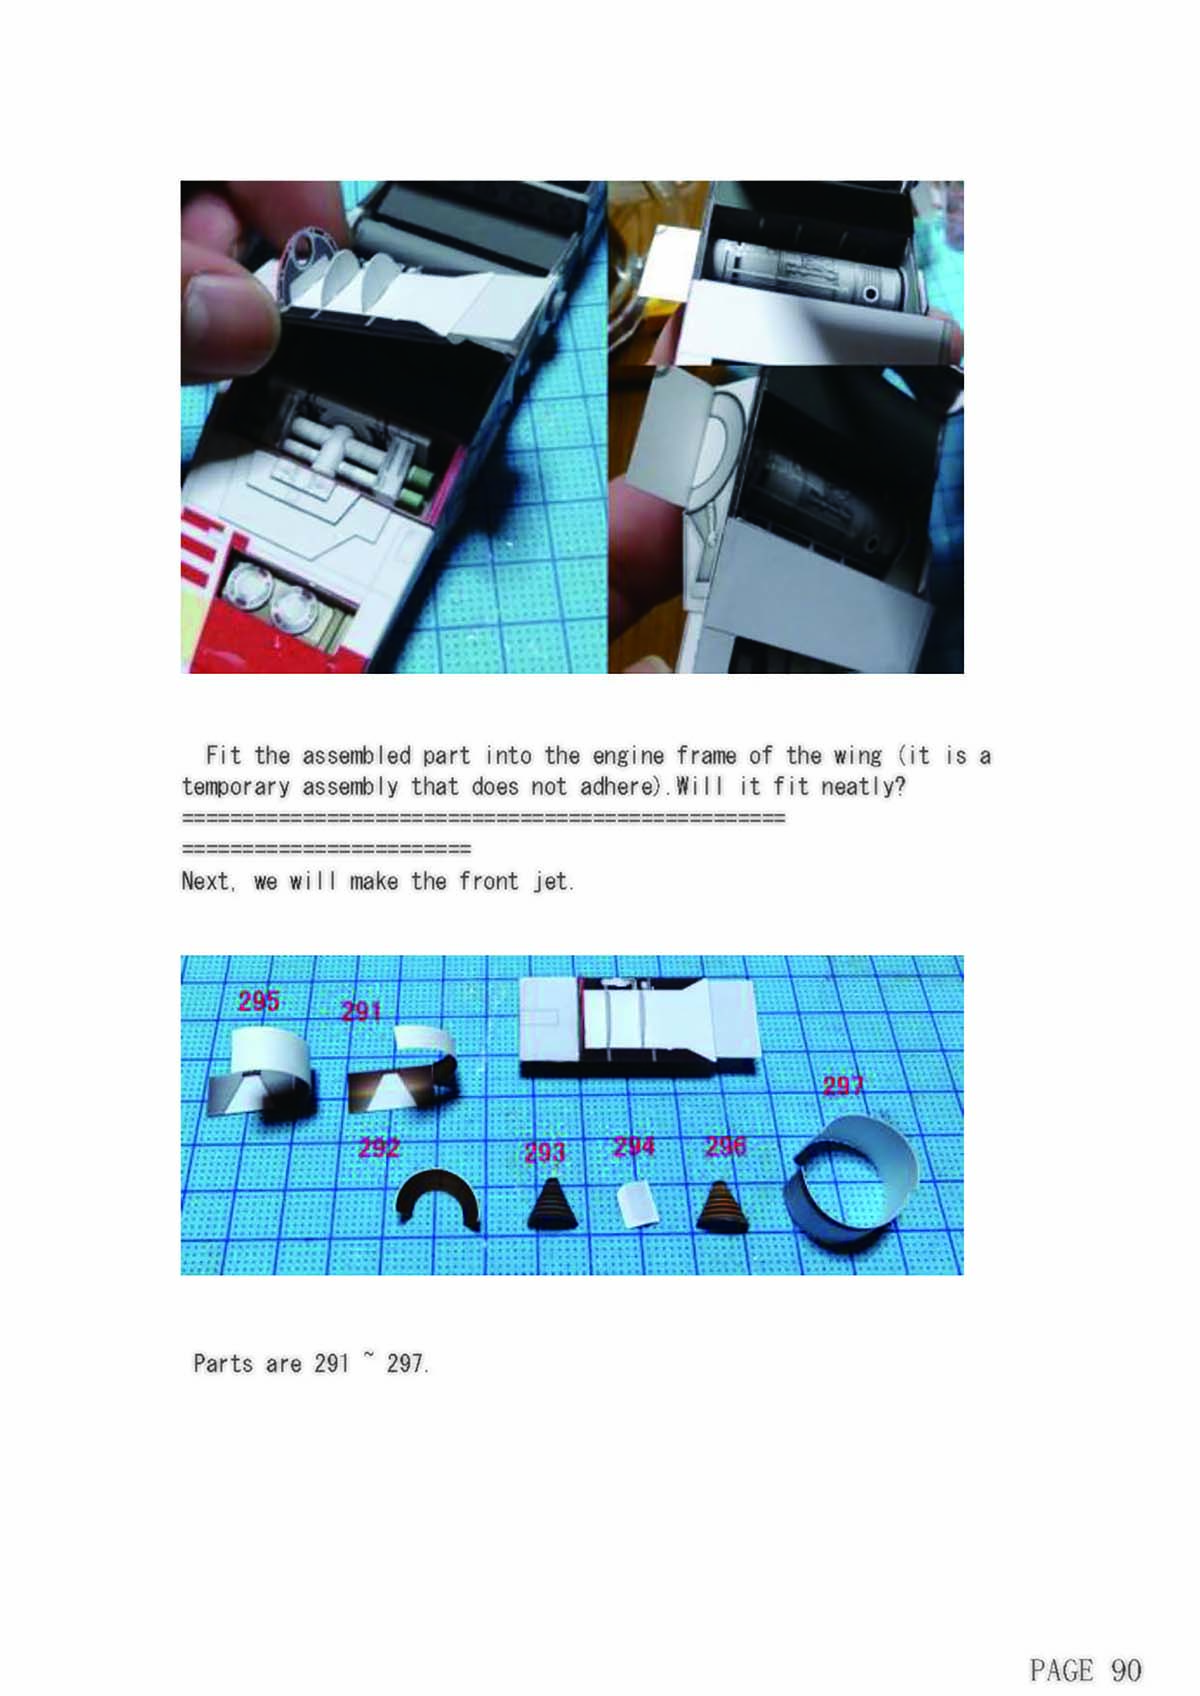 Fit the assembled part into the engine frame of the wing (it is a
temporary assembly that does not adhere).Will it fit neatly?
==================================================
========================
Next, we will make the front jet.
295
291
297
292
293
294
296
Parts are 291 ~ 297.
PAGE 90